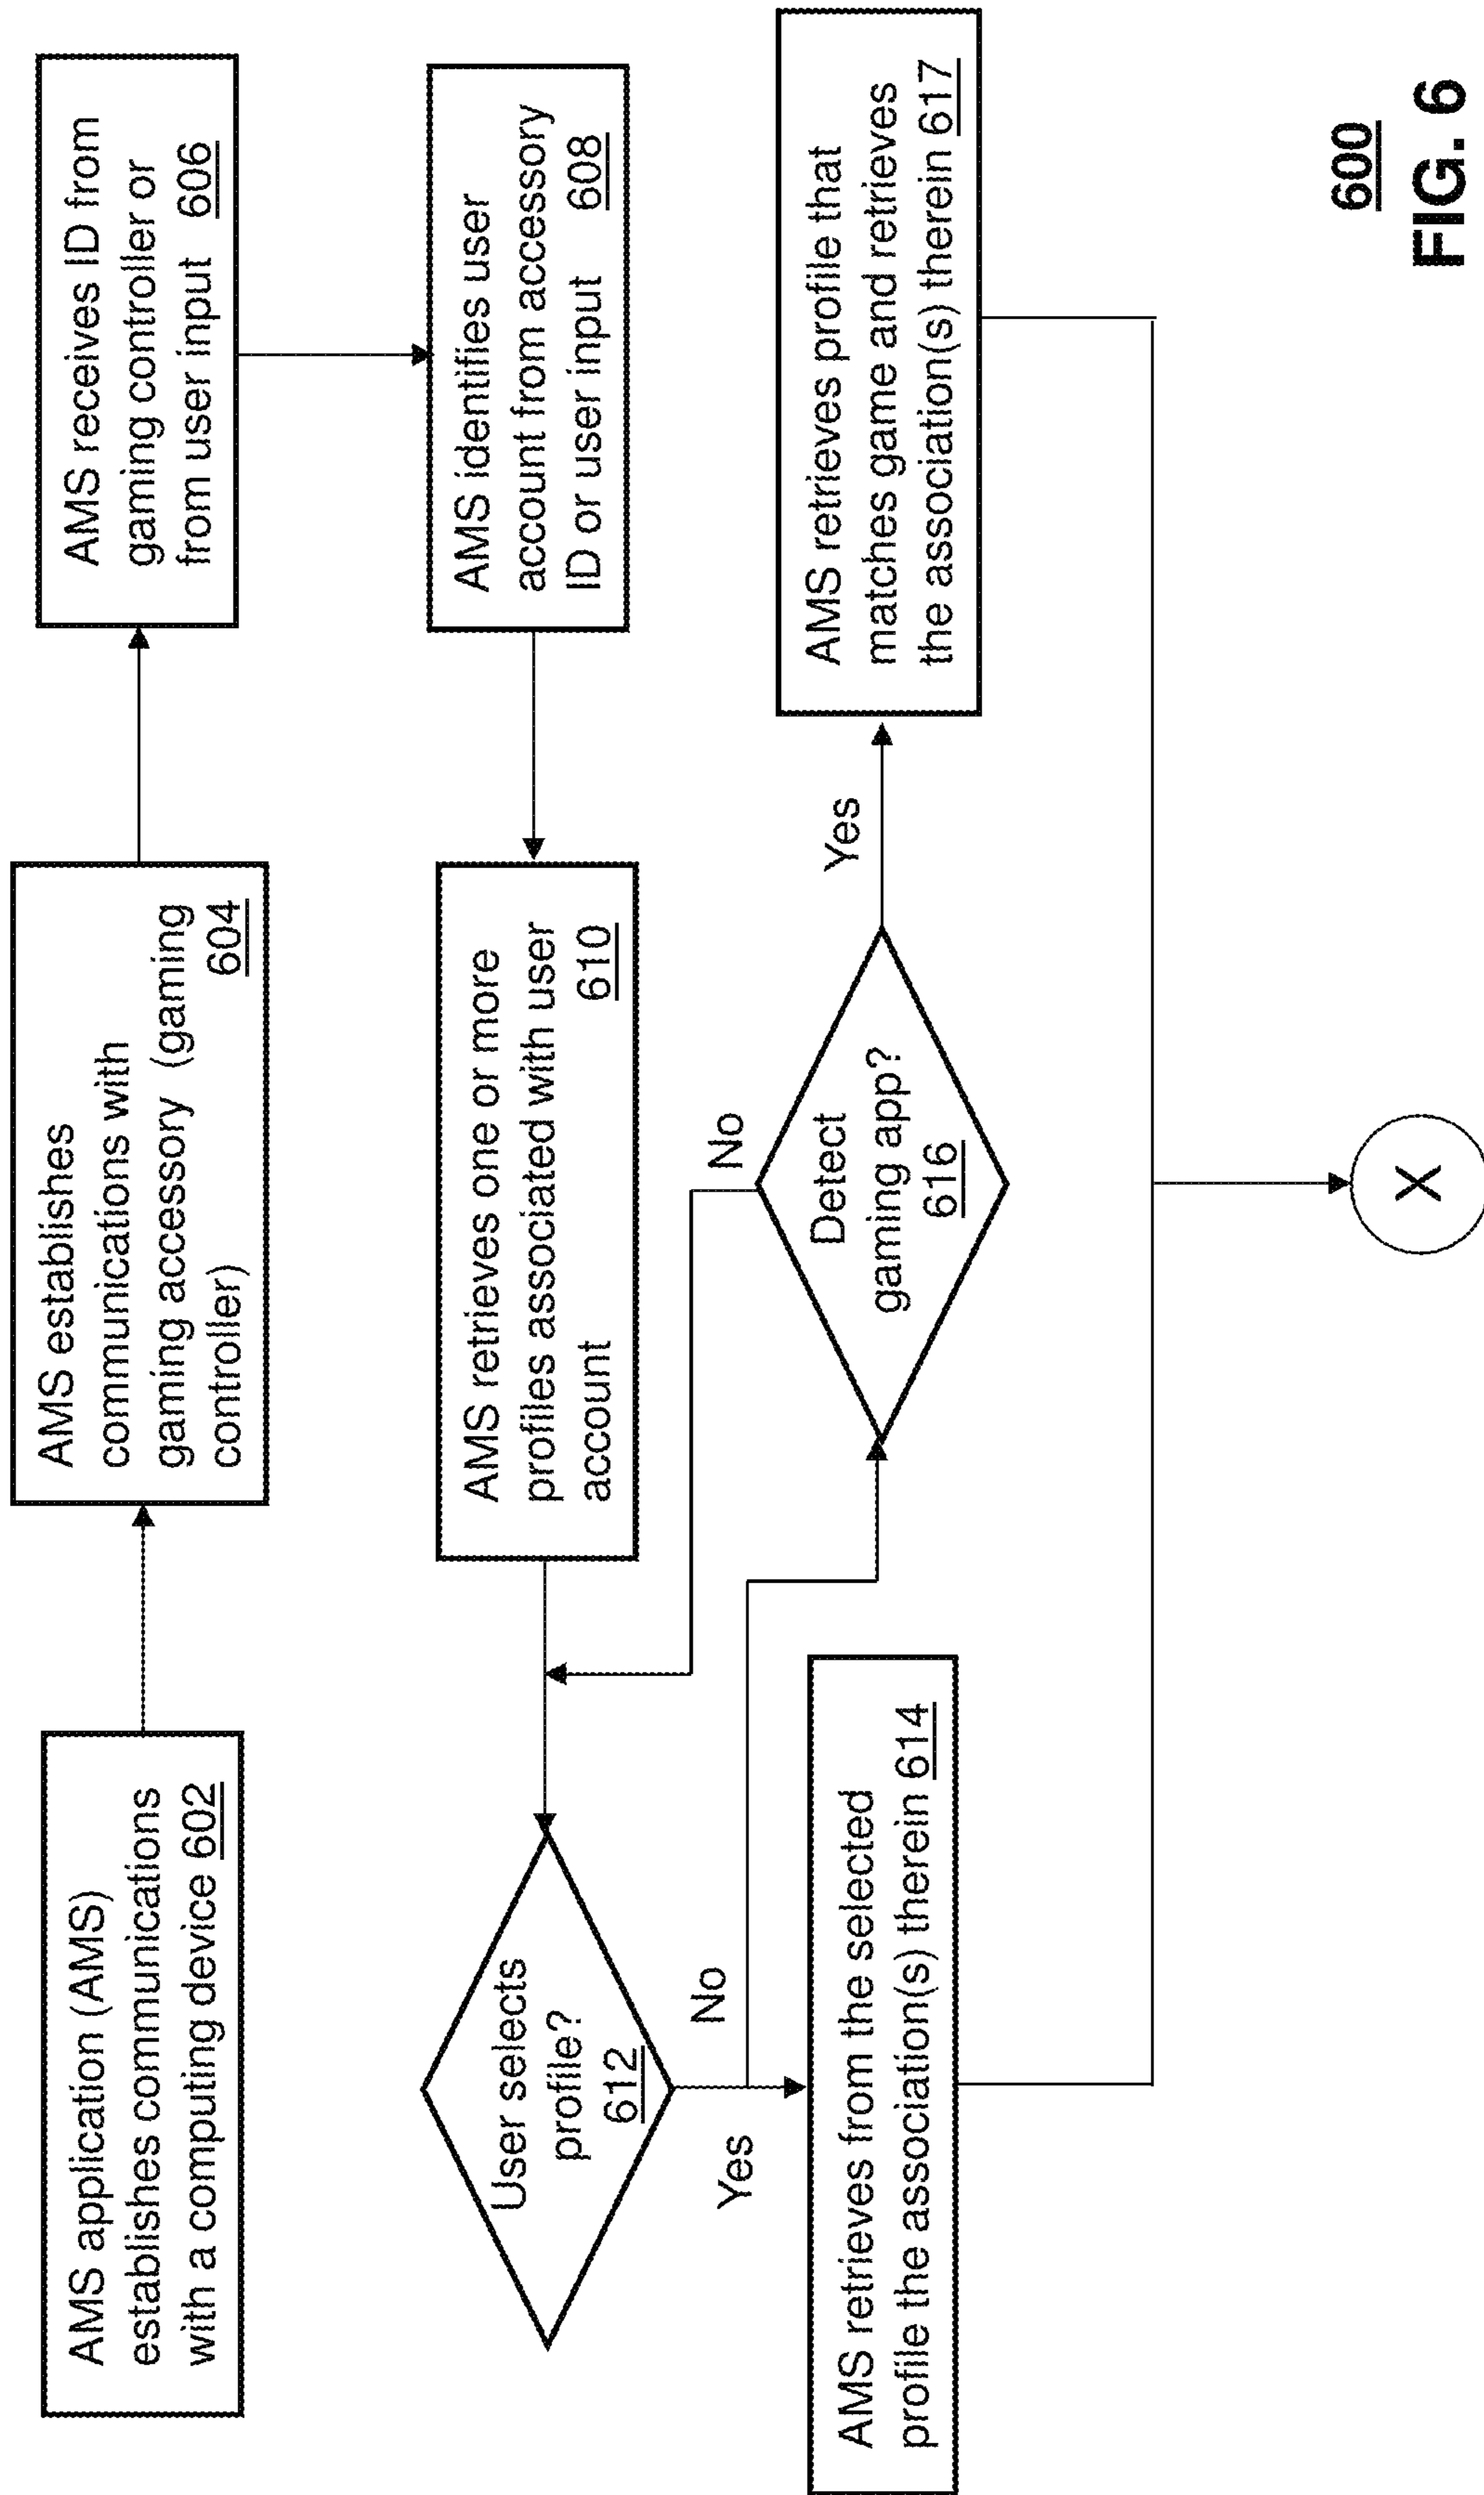 AMS application (AMS)
establishes communications
with a computing device 602
AMS establishes
communications with
gaming accessory (gaming
controller) 604
AMS receives ID from
gaming controller or
from user input 606
AMS identifies user
account from accessory
ID or user input 608
AMS retrieves one or more
profiles associated with user
account 610
User selects
profile?
612
No
Yes
AMS retrieves from the selected
profile the association(s) therein 614
Detect
gaming app?
616
No
Yes
AMS retrieves profile that
matches game and retrieves
the association(s) therein 617
X
600
FIG. 6